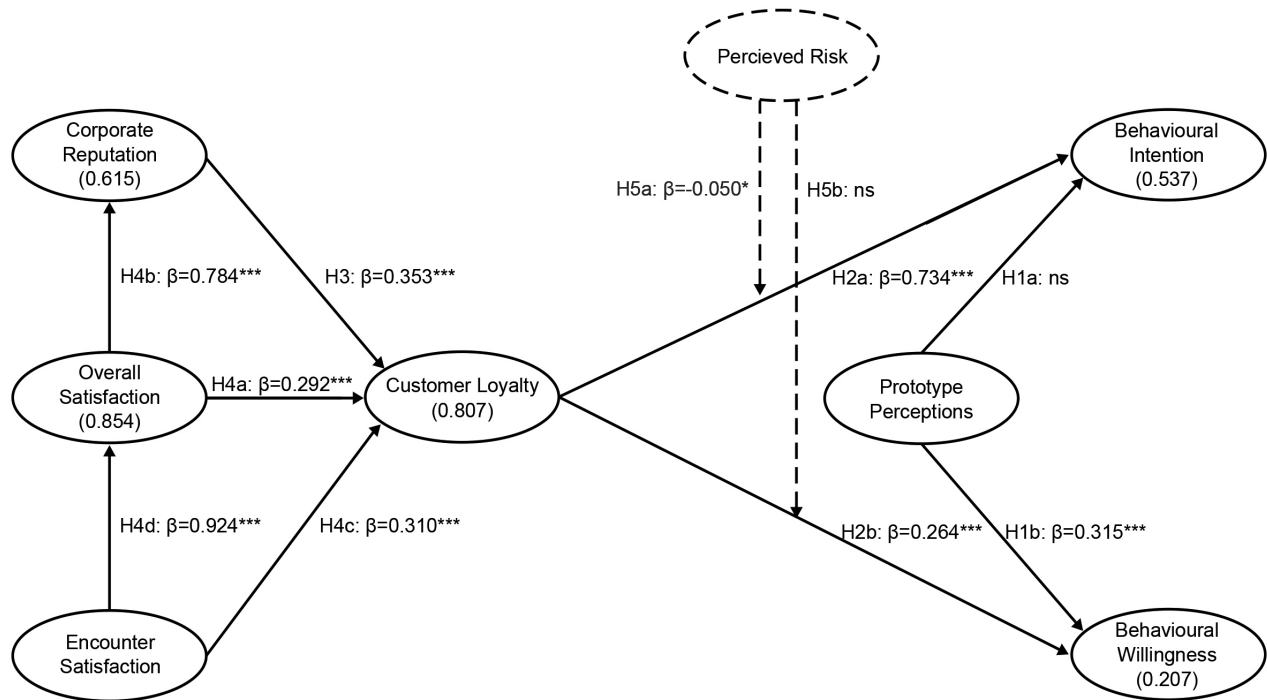 Percieved Risk
Corporate
Reputation
(0.615)
Behavioural
Intention
(0.537)
H5a: β=-0.050*
H5b: ns
H4b: β=0.784***
H3: β=0.353***
H2a: β=0.734***
H1a: ns
Overall
Satisfaction
(0.854)
H4a: β=0.292***
Customer Loyalty
(0.807)
Prototype
Perceptions
H4d: β=0.924***
H4c: β=0.310***
H2b: β=0.264***
H1b: β=0.315***
Encounter
Satisfaction
Behavioural
Willingness
(0.207)